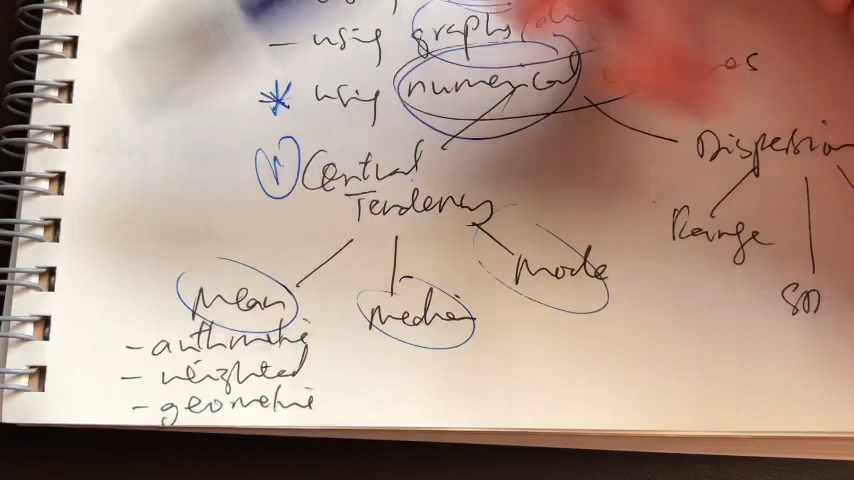 - using graphs
* using numerical
Central Dispersion
Tendency
Range
Mean Median Mode
SD
- arithmetic
- weighted
- geometric